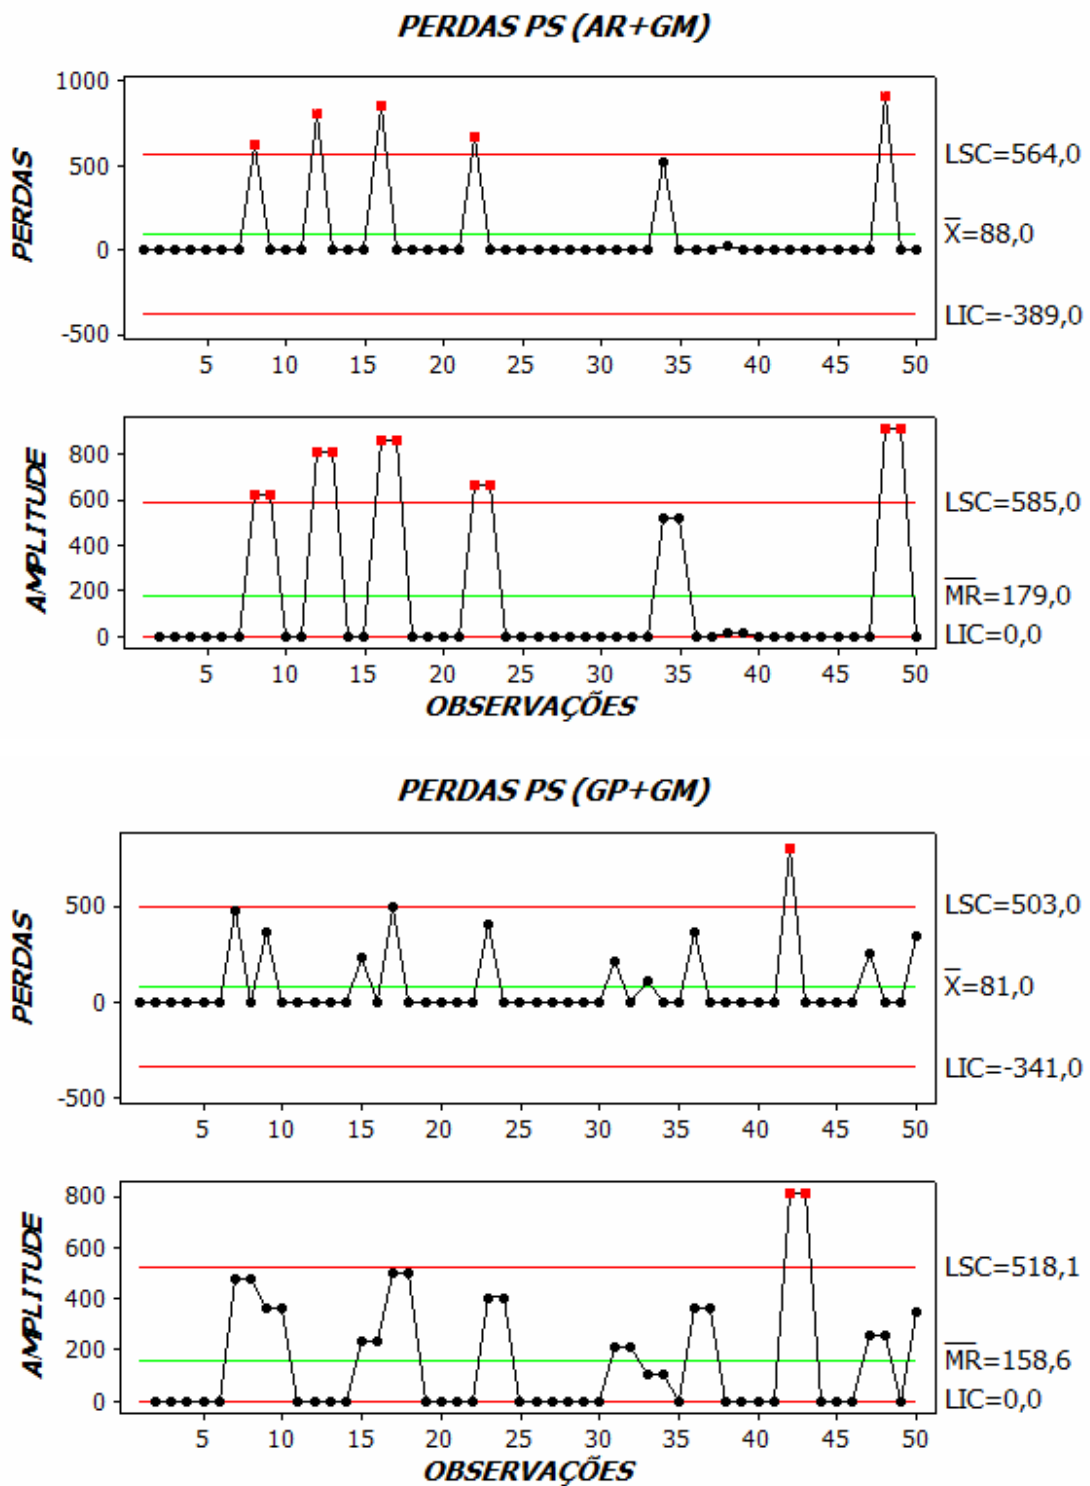 PERDAS PS (AR+GM)
PERDAS
1000
500
0
-500
LSC=564,0
X̅=88,0
LIC=-389,0
5 10 15 20 25 30 35 40 45 50
AMPLITUDE
800
600
400
200
0
LSC=585,0
M̅R̅=179,0
LIC=0,0
5 10 15 20 25 30 35 40 45 50
OBSERVAÇÕES
PERDAS PS (GP+GM)
PERDAS
500
0
-500
LSC=503,0
X̅=81,0
LIC=-341,0
5 10 15 20 25 30 35 40 45 50
AMPLITUDE
800
600
400
200
0
LSC=518,1
M̅R̅=158,6
LIC=0,0
5 10 15 20 25 30 35 40 45 50
OBSERVAÇÕES